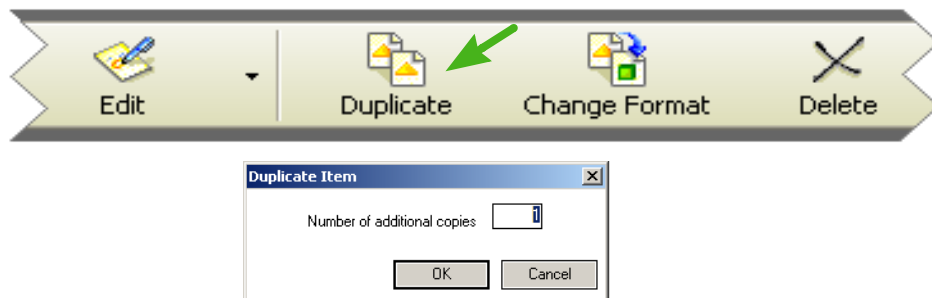 Edit Duplicate Change Format Delete
Duplicate Item
Number of additional copies 1
OK Cancel